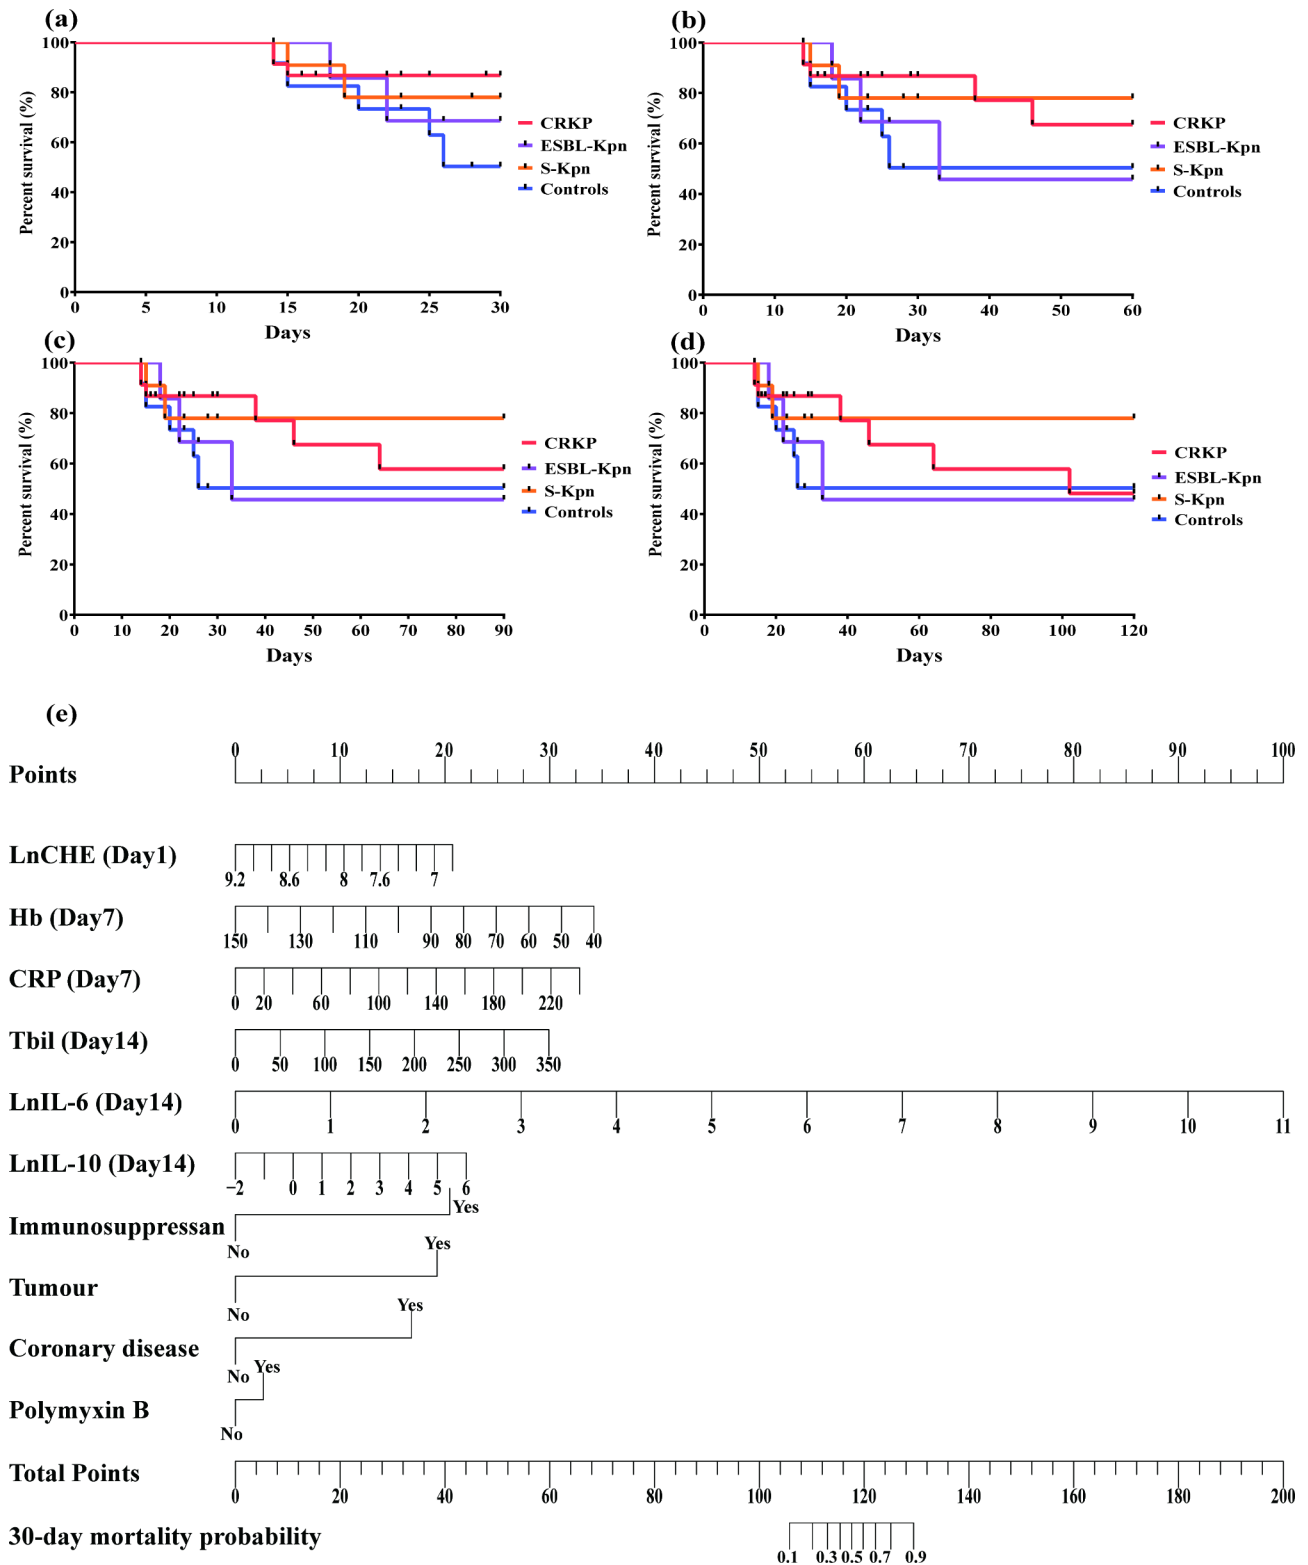 (a)
Percent survival (%)
100
80
60
40
20
0
0 5 10 15 20 25 30
Days
CRKP
ESBL-Kpn
S-Kpn
Controls
(b)
Percent survival (%)
100
80
60
40
20
0
0 10 20 30 40 50 60
Days
CRKP
ESBL-Kpn
S-Kpn
Controls
(c)
Percent survival (%)
100
80
60
40
20
0
0 10 20 30 40 50 60 70 80 90
Days
CRKP
ESBL-Kpn
S-Kpn
Controls
(d)
Percent survival (%)
100
80
60
40
20
0
0 20 40 60 80 100 120
Days
CRKP
ESBL-Kpn
S-Kpn
Controls
(e)
0 10 20 30 40 50 60 70 80 90 100
Points
LnCHE (Day1)
9.2 8.6 8 7.6 7
Hb (Day7)
150 130 110 90 80 70 60 50 40
CRP (Day7)
0 20 60 100 140 180 220
Tbil (Day14)
0 50 100 150 200 250 300 350
LnIL-6 (Day14)
0 1 2 3 4 5 6 7 8 9 10 11
LnIL-10 (Day14)
−2 0 1 2 3 4 5 6
Yes
Immunosuppressan
No
Yes
Tumour
No
Yes
Coronary disease
No
Yes
Polymyxin B
No
Total Points
0 20 40 60 80 100 120 140 160 180 200
30-day mortality probability
0.1 0.3 0.5 0.7 0.9